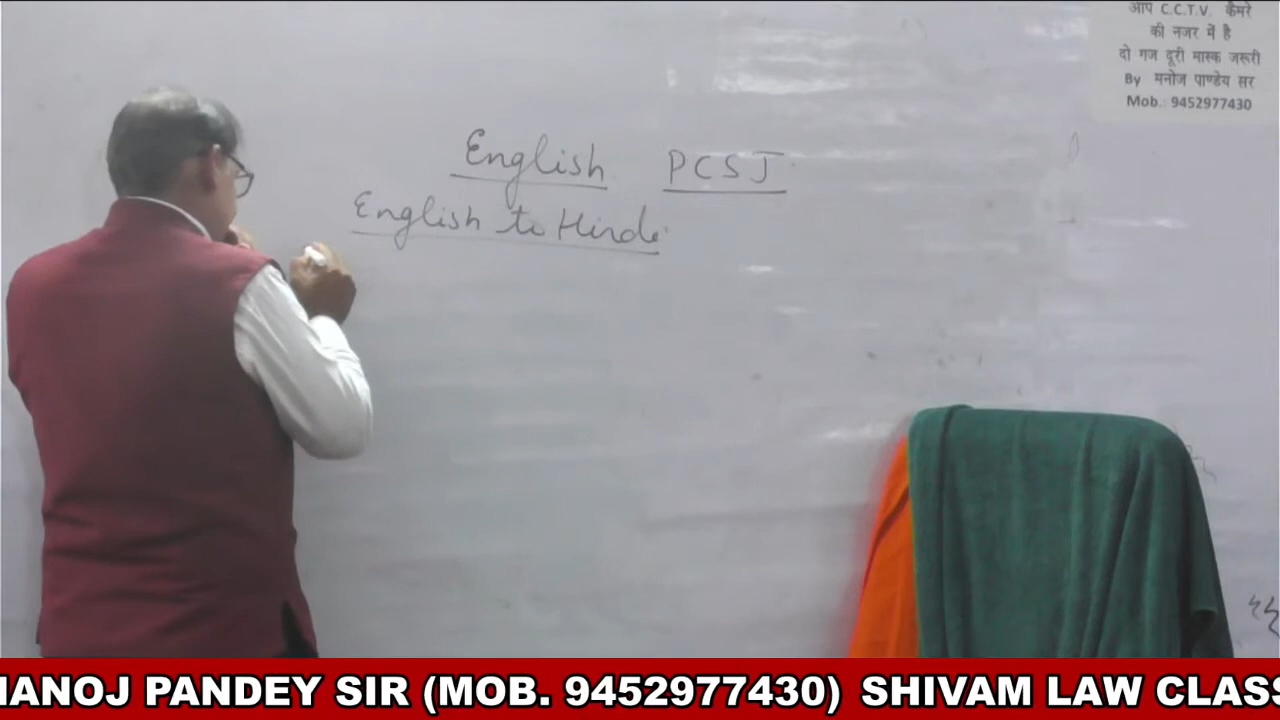 आप C.C.T.V. कैमरे
की नजर में है
दो गज दूरी मास्क जरूरी
By मनोज पाण्डेय सर
Mob.: 9452977430
English PCSJ
English to Hindi
MANOJ PANDEY SIR (MOB. 9452977430) SHIVAM LAW CLASS